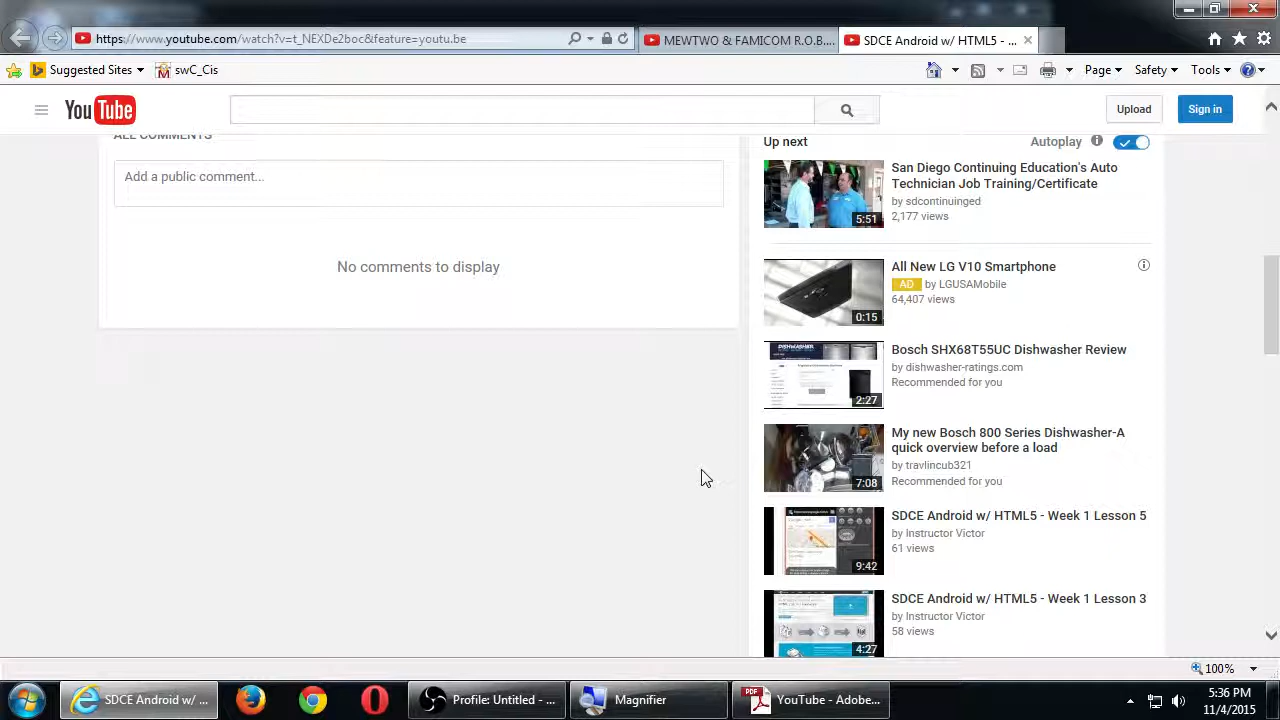 https://www.youtube.com/watch?v=t_NEXDeZpbc&feature=youtu.be
MEWTWO & FAMICOM R.O.B....
SDCE Android w/ HTML5 - ...
Suggested Sites
swC_Cis
Page
Safety
Tools
YouTube
Upload
Sign in
ALL COMMENTS
Add a public comment...
No comments to display
Up next
Autoplay
San Diego Continuing Education's Auto
Technician Job Training/Certificate
by sdcontinuinged
2,177 views
5:51
All New LG V10 Smartphone
AD by LGUSAMobile
64,407 views
0:15
Bosch SHX68T55UC Dishwasher Review
by dishwasher-ratings.com
Recommended for you
2:27
My new Bosch 800 Series Dishwasher-A
quick overview before a load
by travlincub321
Recommended for you
7:08
SDCE Android w/ HTML5 - Week 1 Lesson 5
by Instructor Victor
61 views
9:42
SDCE Android w/ HTML5 - Week 1 Lesson 3
by Instructor Victor
58 views
4:27
100%
SDCE Android w/ ...
Profile: Untitled - ...
Magnifier
PDF
YouTube - Adobe...
5:36 PM
11/4/2015